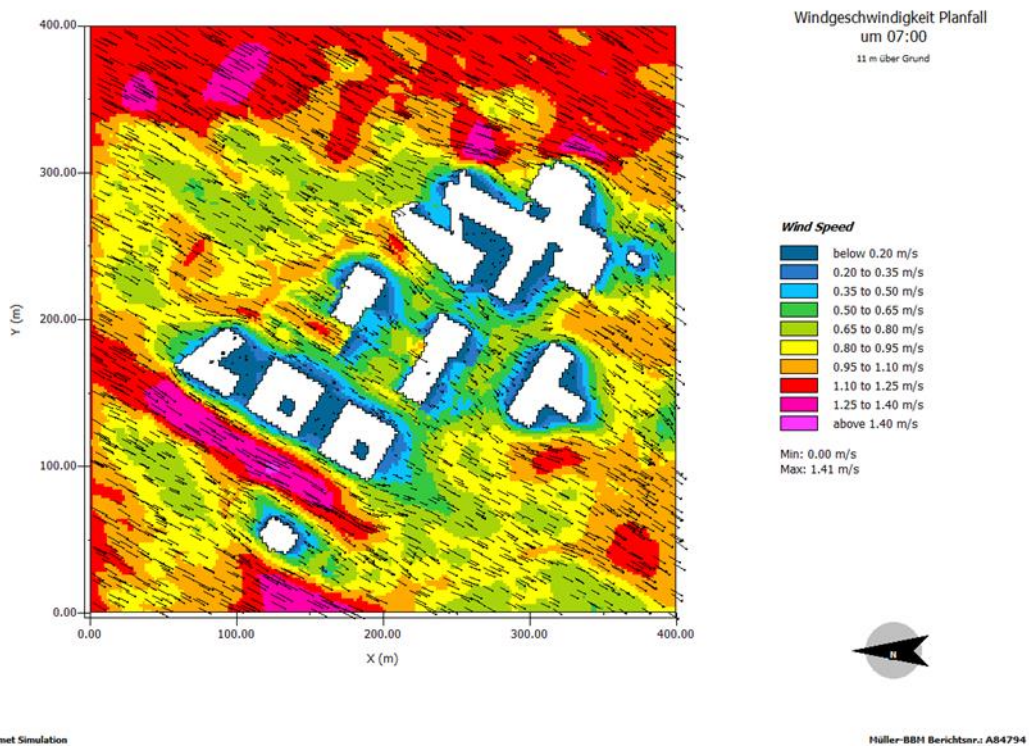 Windgeschwindigkeit Planfall
um 07:00
11 m über Grund
400.00
300.00
200.00
100.00
0.00
Y (m)
0.00 100.00 200.00 300.00 400.00
X (m)
Wind Speed
below 0.20 m/s
0.20 to 0.35 m/s
0.35 to 0.50 m/s
0.50 to 0.65 m/s
0.65 to 0.80 m/s
0.80 to 0.95 m/s
0.95 to 1.10 m/s
1.10 to 1.25 m/s
1.25 to 1.40 m/s
above 1.40 m/s
Min: 0.00 m/s
Max: 1.41 m/s
N
met Simulation
Müller-BBM Berichtsnr.: A84794